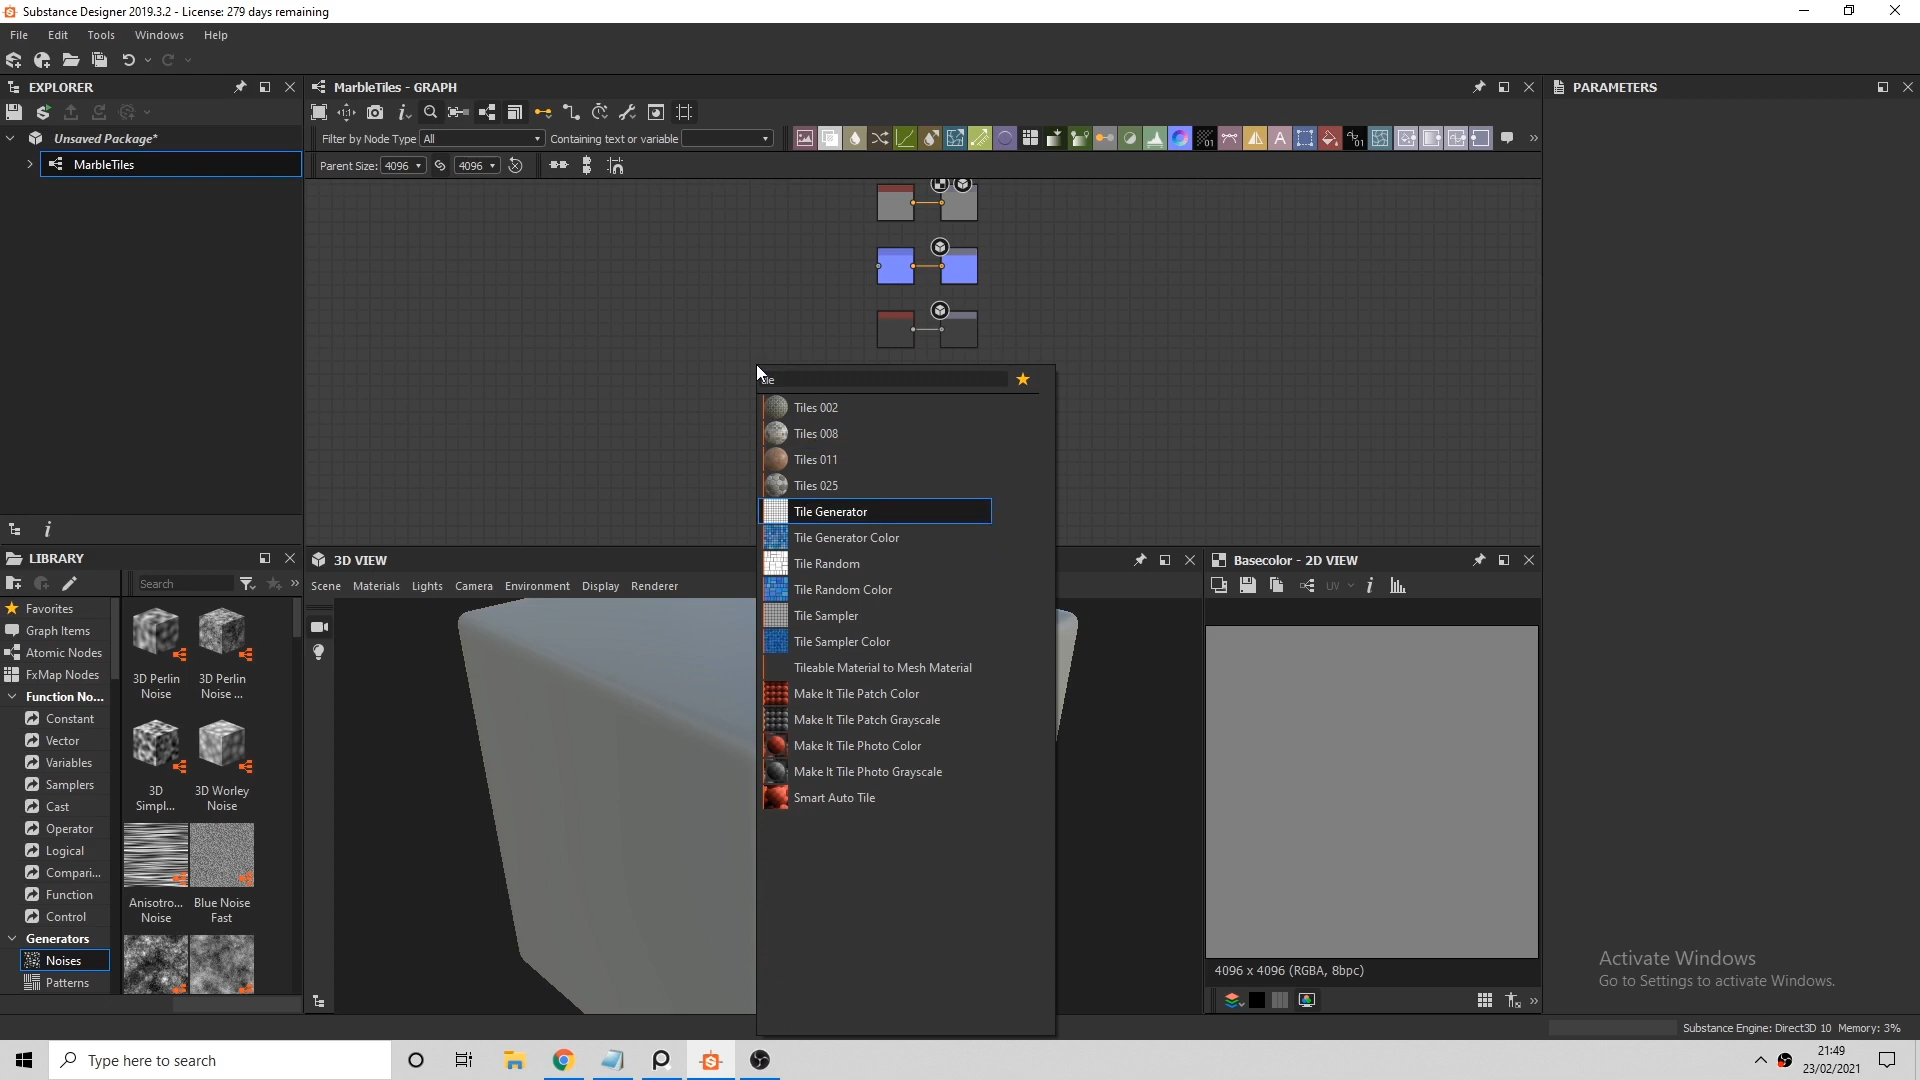 Substance Designer 2019.3.2 - License: 279 days remaining
File Edit Tools Windows Help
EXPLORER
MarbleTiles - GRAPH
PARAMETERS
Filter by Node Type All Containing text or variable
Unsaved Package*
MarbleTiles
Parent Size: 4096 4096
Tiles 002
Tiles 008
Tiles 011
Tiles 025
Tile Generator
Tile Generator Color
Tile Random
Tile Random Color
Tile Sampler
Tile Sampler Color
Tileable Material to Mesh Material
Make It Tile Patch Color
Make It Tile Patch Grayscale
Make It Tile Photo Color
Make It Tile Photo Grayscale
Smart Auto Tile
LIBRARY
Search
Favorites
Graph Items
Atomic Nodes
FxMap Nodes
Function No...
Constant
Vector
Variables
Samplers
Cast
Operator
Logical
Compari...
Function
Control
Generators
Noises
Patterns
3D Perlin Noise
3D Perlin Noise ...
3D Simpl...
3D Worley Noise
Anisotro... Noise
Blue Noise Fast
3D VIEW
Scene Materials Lights Camera Environment Display Renderer
Basecolor - 2D VIEW
UV
4096 x 4096 (RGBA, 8bpc)
Activate Windows
Go to Settings to activate Windows.
Substance Engine: Direct3D 10 Memory: 3%
Type here to search
21:49
23/02/2021